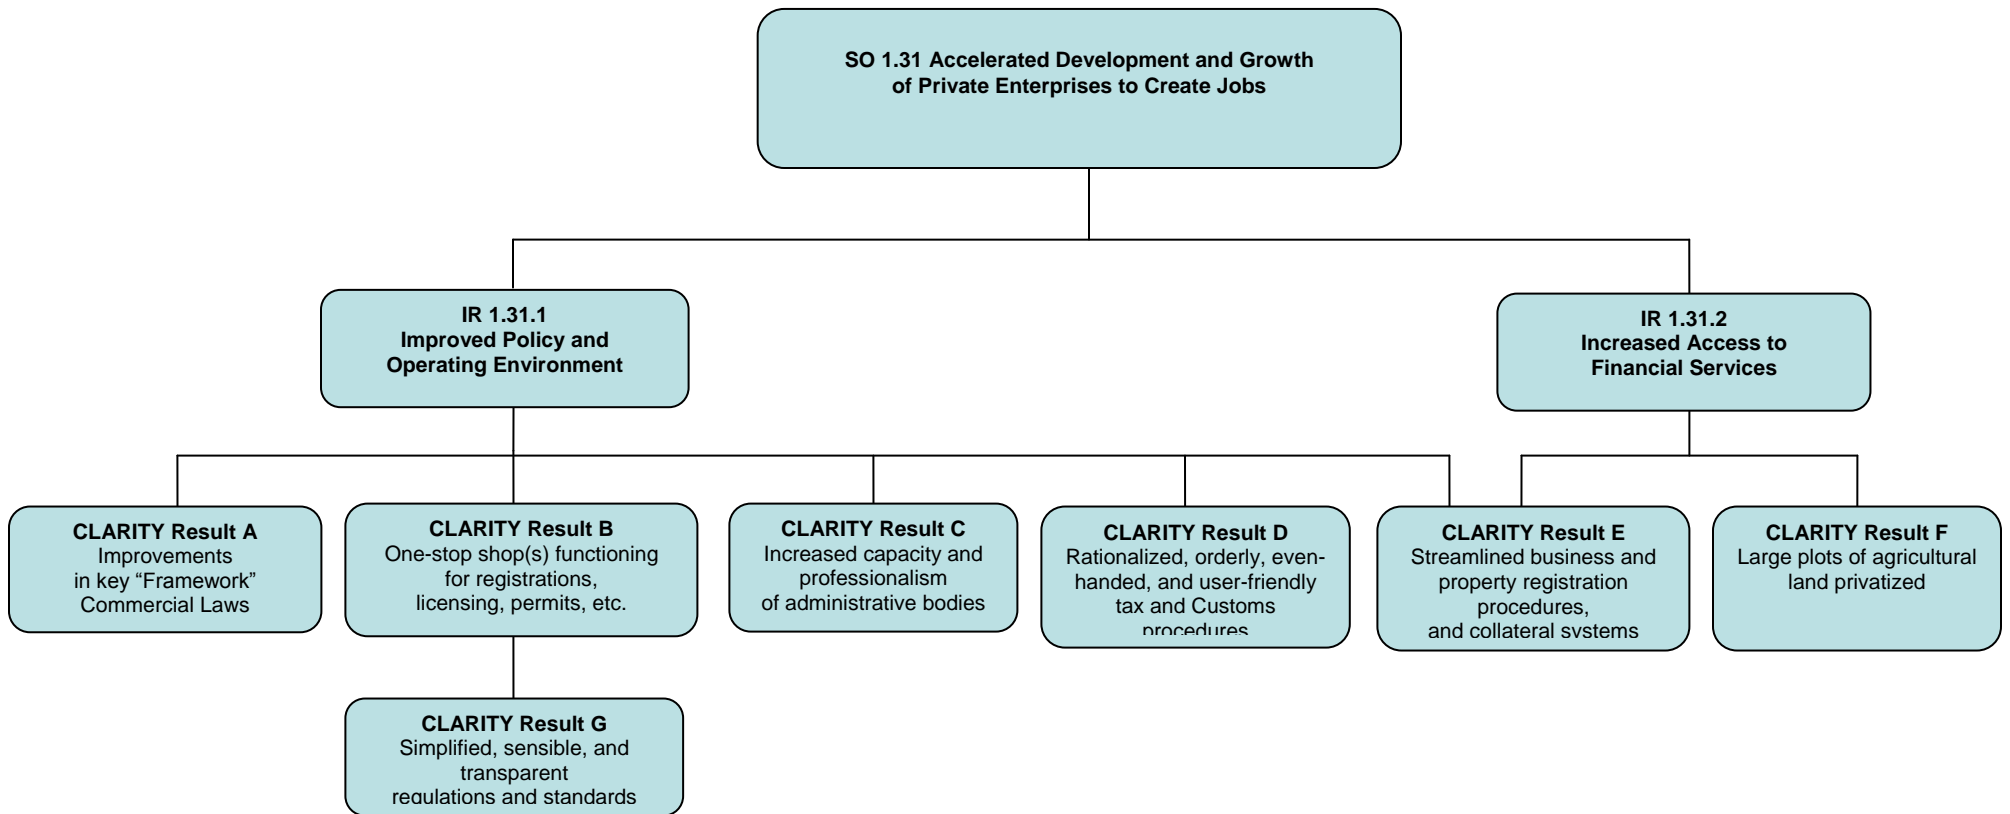 SO 1.31 Accelerated Development and Growth
of Private Enterprises to Create Jobs
IR 1.31.1
Improved Policy and
Operating Environment
IR 1.31.2
Increased Access to
Financial Services
CLARITY Result A
Improvements
in key “Framework”
Commercial Laws
CLARITY Result B
One-stop shop(s) functioning
for registrations,
licensing, permits, etc.
CLARITY Result C
Increased capacity and
professionalism
of administrative bodies
CLARITY Result D
Rationalized, orderly, even-
handed, and user-friendly
tax and Customs
procedures
CLARITY Result E
Streamlined business and
property registration
procedures,
and collateral systems
CLARITY Result F
Large plots of agricultural
land privatized
CLARITY Result G
Simplified, sensible, and
transparent
regulations and standards